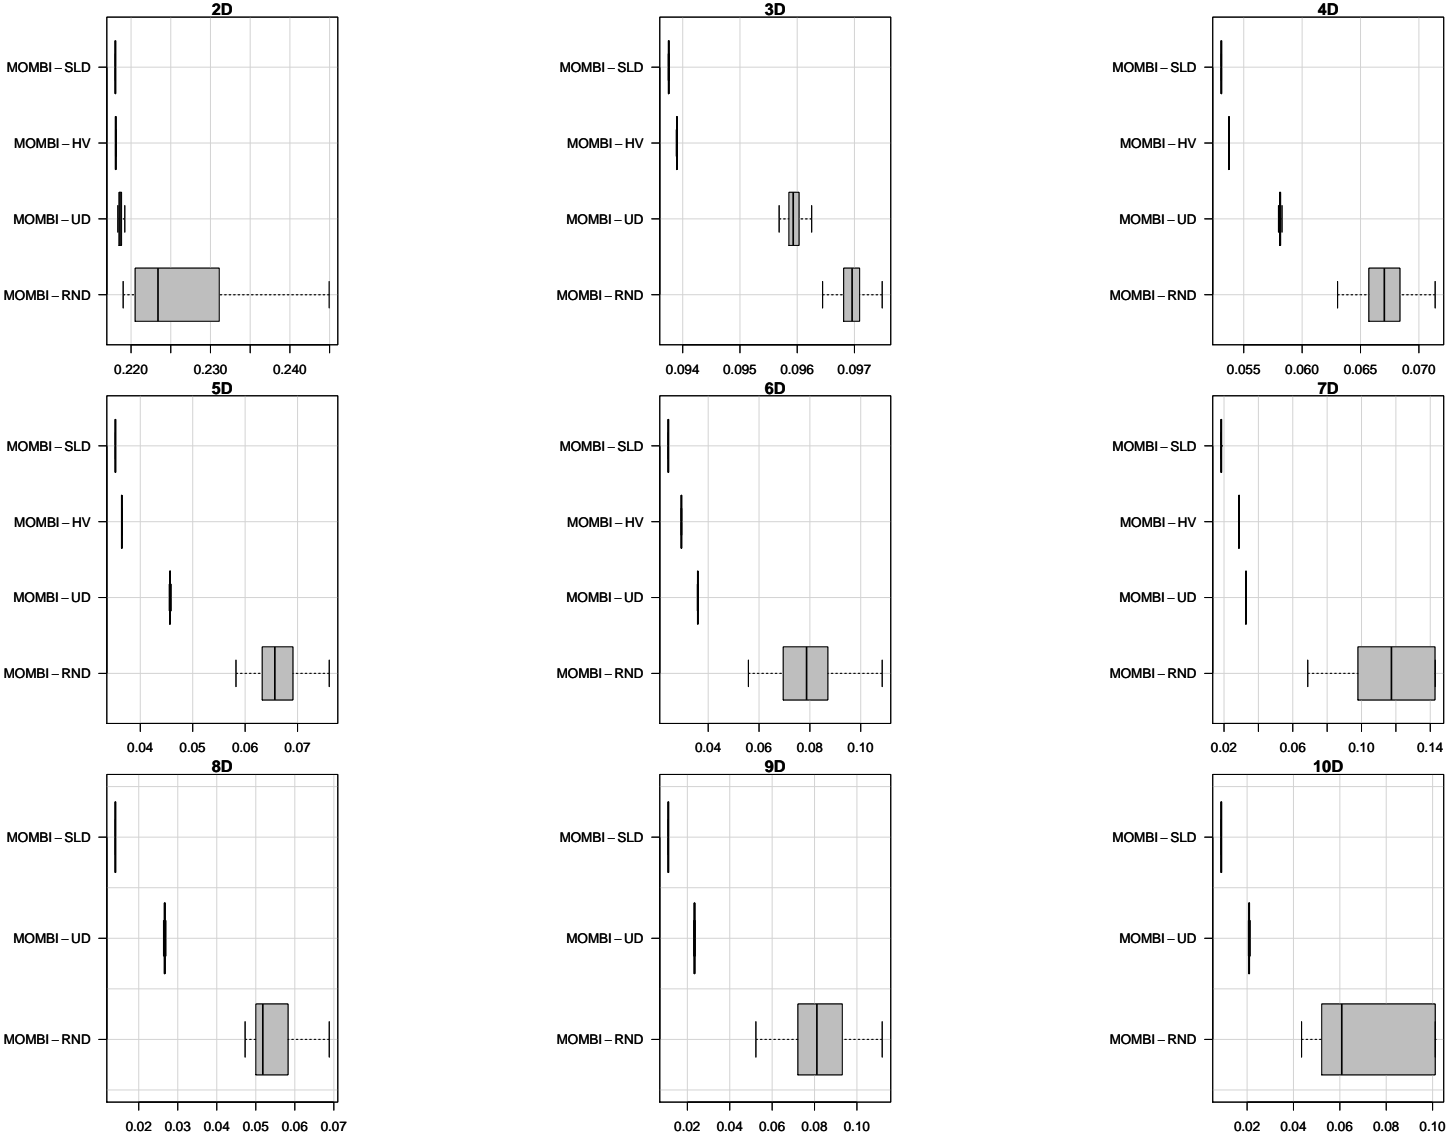 2D
MOMBI–SLD
MOMBI–HV
MOMBI–UD
MOMBI–RND
0.220 0.230 0.240
3D
MOMBI–SLD
MOMBI–HV
MOMBI–UD
MOMBI–RND
0.094 0.095 0.096 0.097
4D
MOMBI–SLD
MOMBI–HV
MOMBI–UD
MOMBI–RND
0.055 0.060 0.065 0.070
5D
MOMBI–SLD
MOMBI–HV
MOMBI–UD
MOMBI–RND
0.04 0.05 0.06 0.07
6D
MOMBI–SLD
MOMBI–HV
MOMBI–UD
MOMBI–RND
0.04 0.06 0.08 0.10
7D
MOMBI–SLD
MOMBI–HV
MOMBI–UD
MOMBI–RND
0.02 0.06 0.10 0.14
8D
MOMBI–SLD
MOMBI–UD
MOMBI–RND
0.02 0.03 0.04 0.05 0.06 0.07
9D
MOMBI–SLD
MOMBI–UD
MOMBI–RND
0.02 0.04 0.06 0.08 0.10
10D
MOMBI–SLD
MOMBI–UD
MOMBI–RND
0.02 0.04 0.06 0.08 0.10